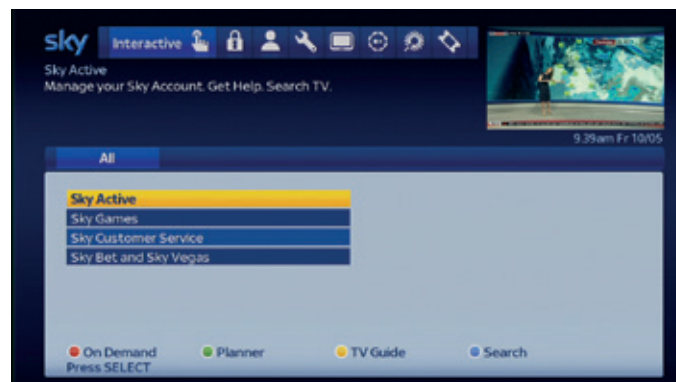 sky Interactive
Sky Active
Manage your Sky Account. Get Help. Search TV.
9.39am Fr 10/05
All
Sky Active
Sky Games
Sky Customer Service
Sky Bet and Sky Vegas
On Demand Planner TV Guide Search
Press SELECT